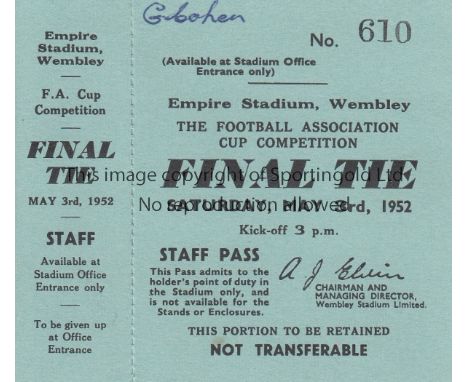 Empire
Stadium,
Wembley
F.A. Cup
Competition
FINAL
TIE
MAY 3rd, 1952
STAFF
Available at
Stadium Office
Entrance only
To be given up
at Office
Entrance
G. Cohen
No. 610
(Available at Stadium Office
Entrance only)
Empire Stadium, Wembley
THE FOOTBALL ASSOCIATION
CUP COMPETITION
FINAL TIE
SATURDAY, MAY 3rd, 1952
Kick-off 3 p.m.
STAFF PASS
This Pass admits to the
holder's point of duty in
the Stadium only, and
is not available for the
Stands or Enclosures.
A J Elvin
CHAIRMAN AND
MANAGING DIRECTOR,
Wembley Stadium Limited.
THIS PORTION TO BE RETAINED
NOT TRANSFERABLE
This image copyright of Sportingold Ltd
No reproduction allowed